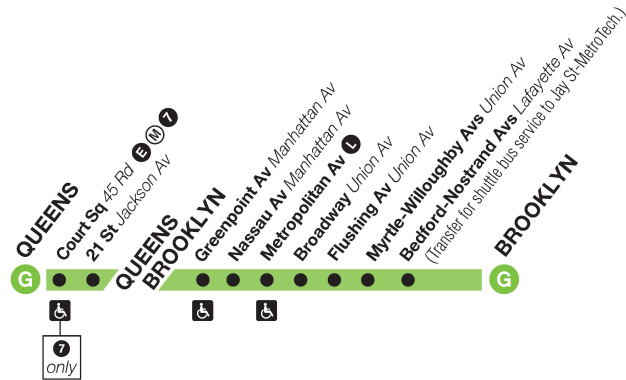 QUEENS
Court Sq 45 Rd E M 7
21 St Jackson Av
QUEENS
BROOKLYN
Greenpoint Av Manhattan Av
Nassau Av Manhattan Av
Metropolitan Av L
Broadway Union Av
Flushing Av Union Av
Myrtle-Willoughby Avs Union Av
Bedford-Nostrand Avs Lafayette Av
(Transfer for shuttle bus service to Jay St-MetroTech.)
BROOKLYN
G
G
7
only